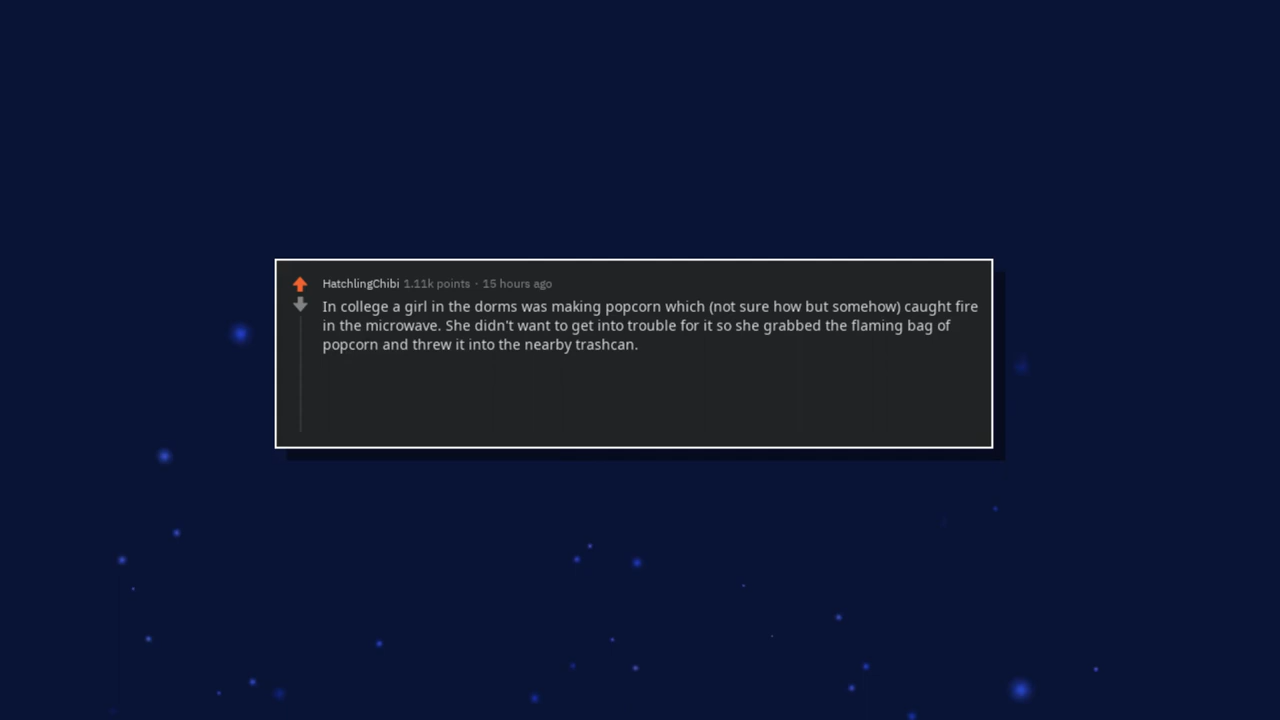 HatchlingChibi 1.11k points · 15 hours ago
In college a girl in the dorms was making popcorn which (not sure how but somehow) caught fire
in the microwave. She didn't want to get into trouble for it so she grabbed the flaming bag of
popcorn and threw it into the nearby trashcan.